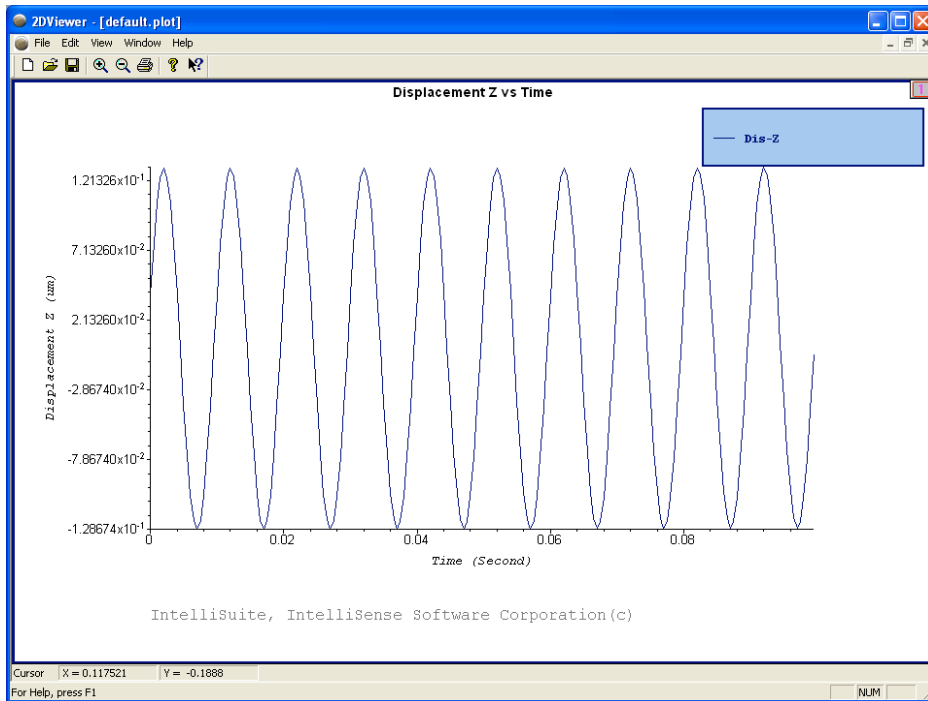 2DViewer - [default.plot]
File Edit View Window Help
Displacement Z vs Time
1
Dis-Z
1.21326x10-1
7.13260x10-2
2.13260x10-2
-2.86740x10-2
-7.86740x10-2
-1.28674x10-1
Displacement Z (um)
0 0.02 0.04 0.06 0.08
Time (Second)
IntelliSuite, IntelliSense Software Corporation(c)
Cursor X = 0.117521 Y = -0.1888
For Help, press F1 NUM